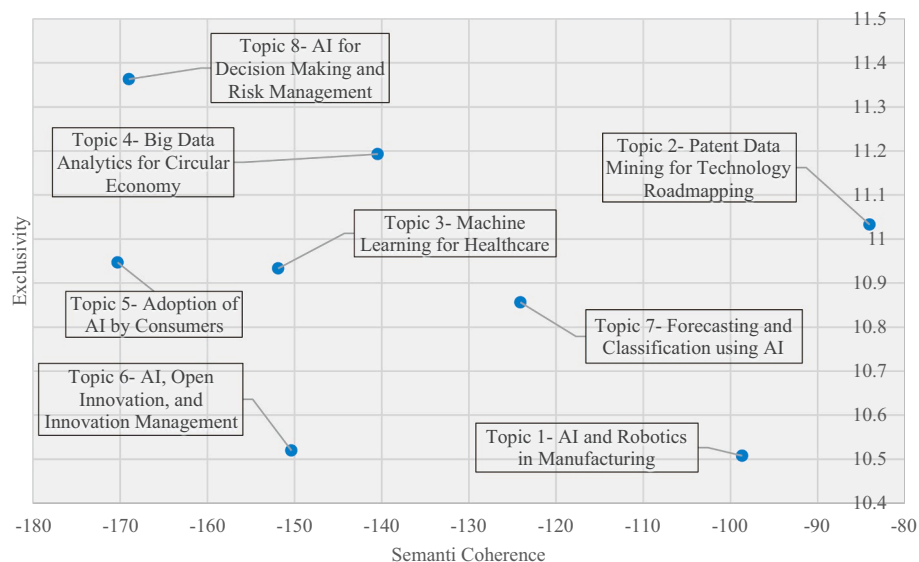 11.5
Topic 8- AI for
Decision Making and
Risk Management
11.4
11.3
Topic 4- Big Data
Analytics for Circular
Economy
11.2
Topic 2- Patent Data
Mining for Technology
Roadmapping
11.1
Topic 3- Machine
Learning for Healthcare
11
Exclusivity
10.9
Topic 5- Adoption of
AI by Consumers
Topic 7- Forecasting and
Classification using AI
10.8
10.7
Topic 6- AI, Open
Innovation, and
Innovation Management
10.6
Topic 1- AI and Robotics
in Manufacturing
10.5
10.4
-180 -170 -160 -150 -140 -130 -120 -110 -100 -90 -80
Semanti Coherence